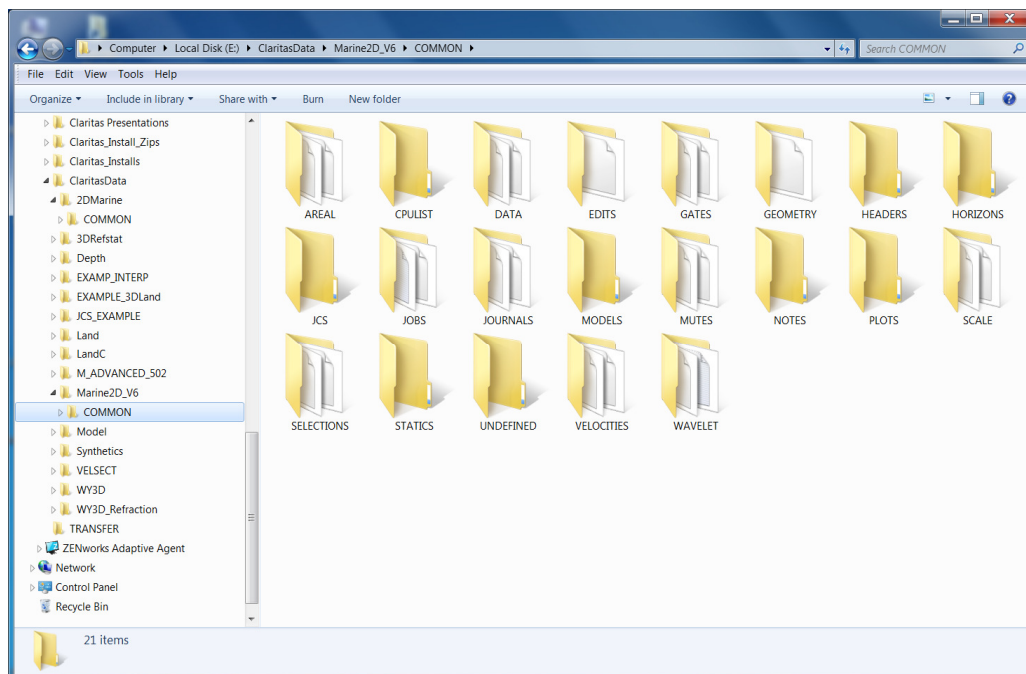 Computer Local Disk (E:) ClaritasData Marine2D_V6 COMMON
Search COMMON
File Edit View Tools Help
Organize Include in library Share with Burn New folder
Claritas Presentations
Claritas_Install_Zips
Claritas_Installs
ClaritasData
2DMarine
COMMON
3DRefstat
Depth
EXAMP_INTERP
EXAMPLE_3DLand
JCS_EXAMPLE
Land
LandC
M_ADVANCED_502
Marine2D_V6
COMMON
Model
Synthetics
VELSECT
WY3D
WY3D_Refraction
TRANSFER
ZENworks Adaptive Agent
Network
Control Panel
Recycle Bin
AREAL CPULIST DATA EDITS GATES GEOMETRY HEADERS HORIZONS
JCS JOBS JOURNALS MODELS MUTES NOTES PLOTS SCALE
SELECTIONS STATICS UNDEFINED VELOCITIES WAVELET
21 items